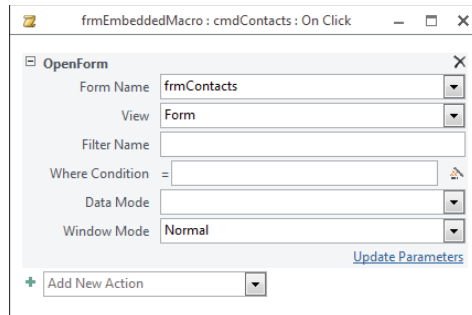 frmEmbeddedMacro : cmdContacts : On Click
OpenForm
Form Name frmContacts
View Form
Filter Name
Where Condition =
Data Mode
Window Mode Normal
Update Parameters
Add New Action